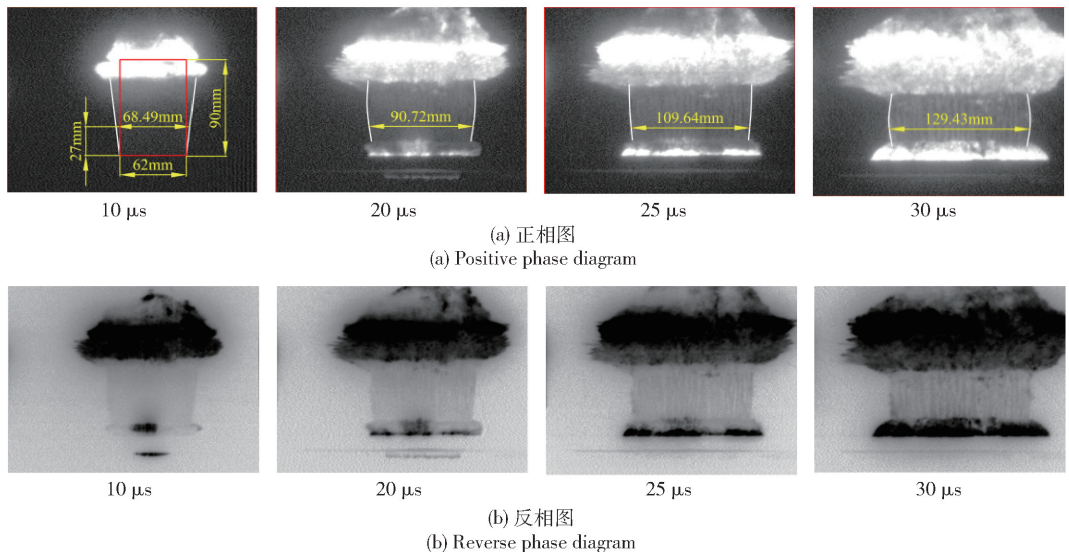 68.49mm
90mm
27mm
62mm
90.72mm
109.64mm
129.43mm
10 μs
20 μs
25 μs
30 μs
(a) 正相图
(a) Positive phase diagram
10 μs
20 μs
25 μs
30 μs
(b) 反相图
(b) Reverse phase diagram